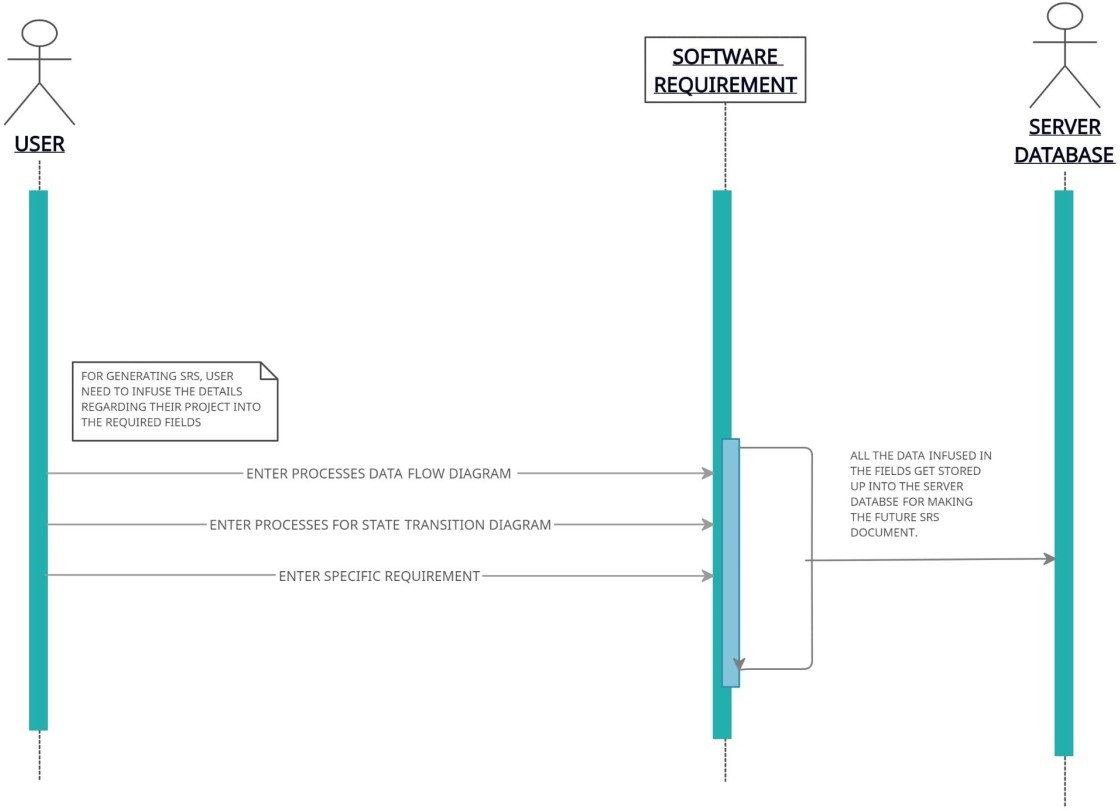 USER
SOFTWARE
REQUIREMENT
SERVER
DATABASE
FOR GENERATING SRS, USER
NEED TO INFUSE THE DETAILS
REGARDING THEIR PROJECT INTO
THE REQUIRED FIELDS
ENTER PROCESSES DATA FLOW DIAGRAM
ENTER PROCESSES FOR STATE TRANSITION DIAGRAM
ENTER SPECIFIC REQUIREMENT
ALL THE DATA INFUSED IN
THE FIELDS GET STORED
UP INTO THE SERVER
DATABSE FOR MAKING
THE FUTURE SRS
DOCUMENT.